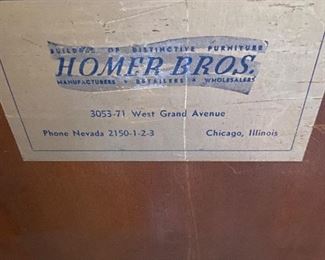 BUILDERS OF DISTINCTIVE FURNITURE
HOMER BROS.
MANUFACTURERS • RETAILERS • WHOLESALERS
3053-71 West Grand Avenue
Phone Nevada 2150-1-2-3 Chicago, Illinois